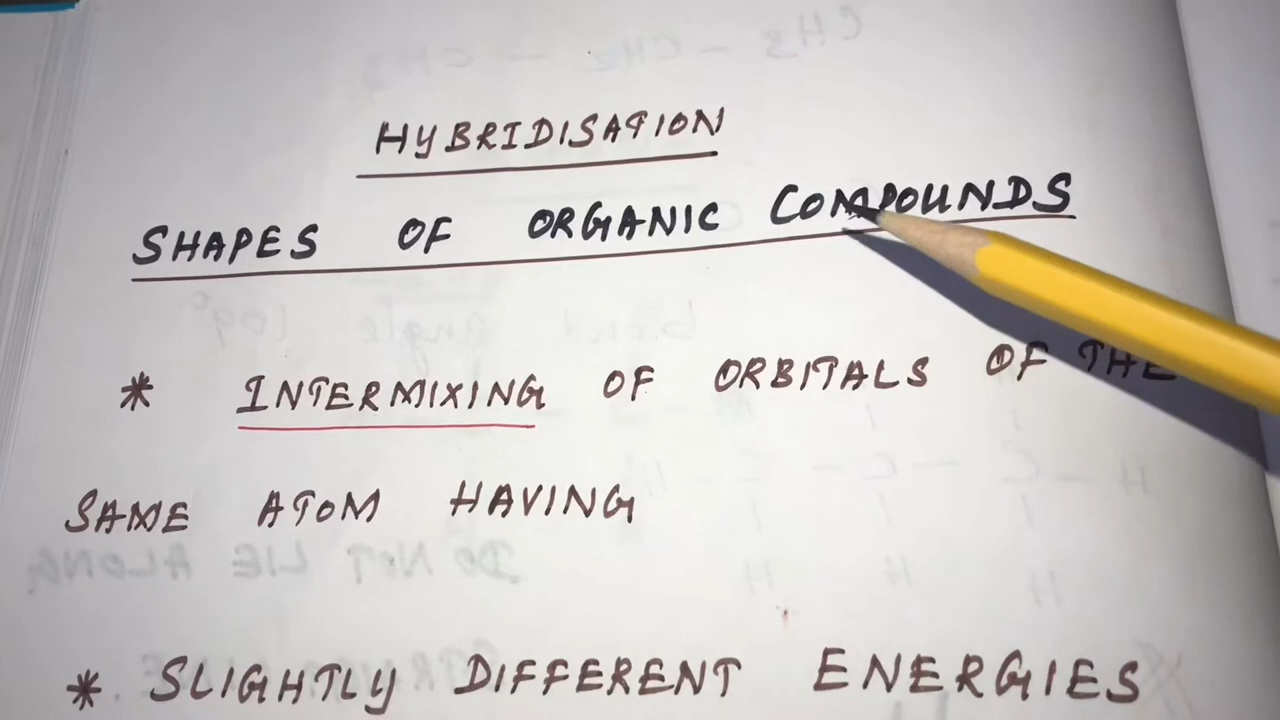 HYBRIDISATION
SHAPES OF ORGANIC COMPOUNDS
* INTERMIXING OF ORBITALS OF THE
SAME ATOM HAVING
* SLIGHTLY DIFFERENT ENERGIES